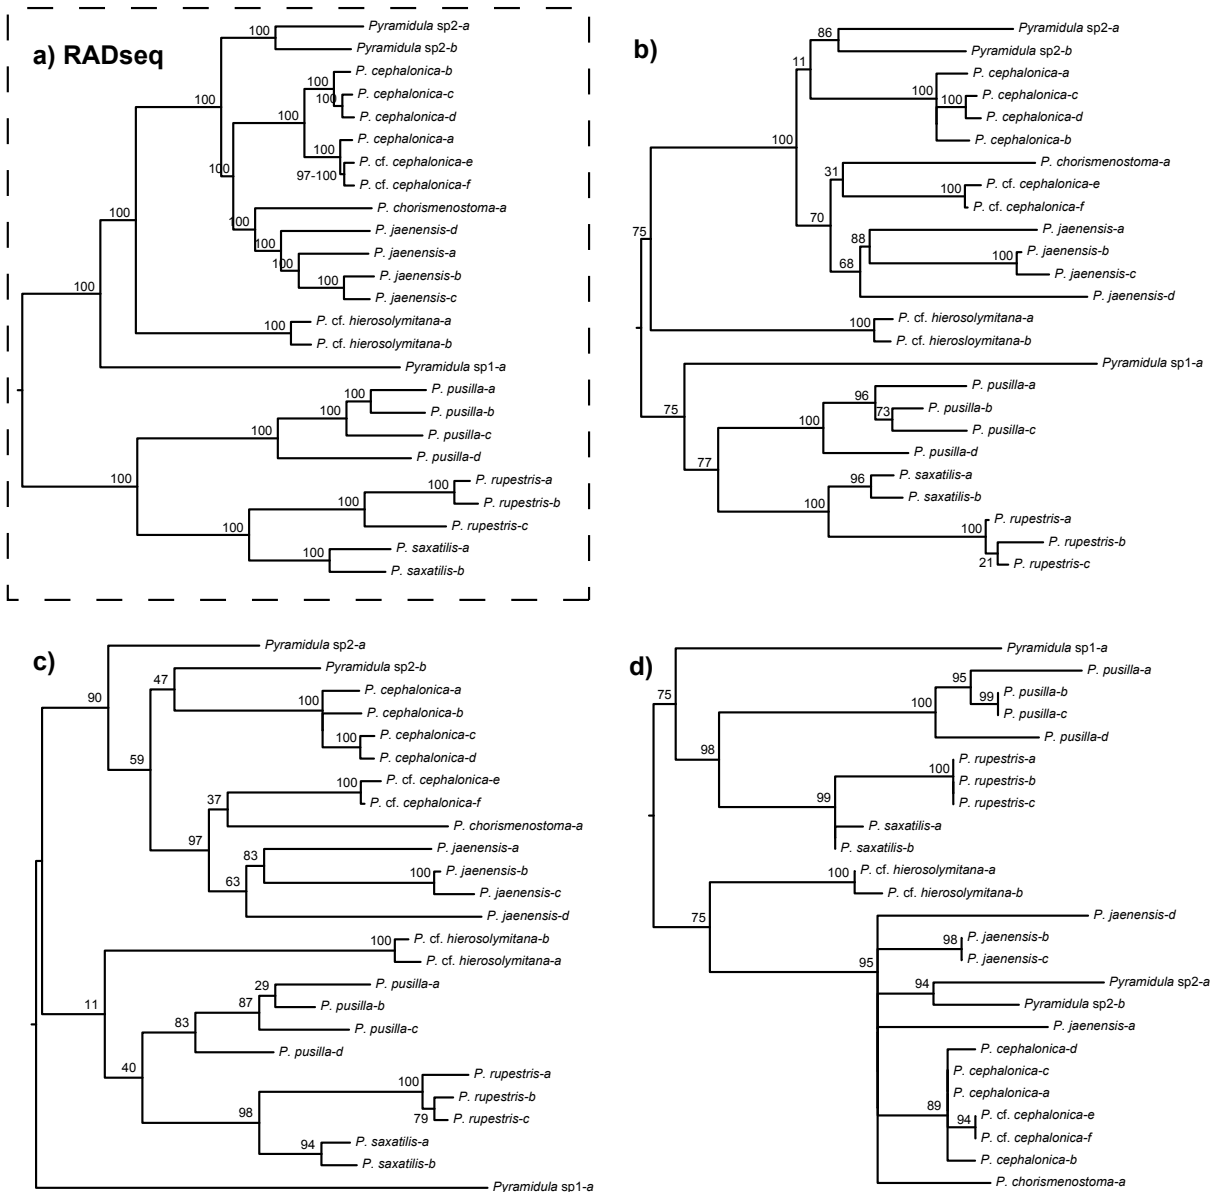 a) RADseq
100
Pyramidula sp2-a
Pyramidula sp2-b
100
P. cephalonica-b
100
P. cephalonica-c
100
P. cephalonica-d
100
100
P. cephalonica-a
100
P. cf. cephalonica-e
97-100
P. cf. cephalonica-f
100
P. chorismenostoma-a
100
P. jaenensis-d
100
P. jaenensis-a
100
P. jaenensis-b
100
P. jaenensis-c
100
P. cf. hierosolymitana-a
100
P. cf. hierosolymitana-b
100
Pyramidula sp1-a
P. pusilla-a
100
P. pusilla-b
100
P. pusilla-c
100
P. pusilla-d
100
P. rupestris-a
100
P. rupestris-b
100
P. rupestris-c
100
P. saxatilis-a
100
P. saxatilis-b
b)
86
Pyramidula sp2-a
Pyramidula sp2-b
11
P. cephalonica-a
100
P. cephalonica-c
100
P. cephalonica-d
P. cephalonica-b
100
P. chorismenostoma-a
31
P. cf. cephalonica-e
100
P. cf. cephalonica-f
70
P. jaenensis-a
88
P. jaenensis-b
100
P. jaenensis-c
68
P. jaenensis-d
75
P. cf. hierosolymitana-a
100
P. cf. hierosloymitana-b
Pyramidula sp1-a
75
P. pusilla-a
96
P. pusilla-b
73
P. pusilla-c
100
P. pusilla-d
77
P. saxatilis-a
96
P. saxatilis-b
100
P. rupestris-a
100
P. rupestris-b
21
P. rupestris-c
c)
Pyramidula sp2-a
90
Pyramidula sp2-b
47
P. cephalonica-a
100
P. cephalonica-b
P. cephalonica-c
100
P. cephalonica-d
59
P. cf. cephalonica-e
100
P. cf. cephalonica-f
37
P. chorismenostoma-a
97
P. jaenensis-a
83
P. jaenensis-b
100
P. jaenensis-c
63
P. jaenensis-d
P. cf. hierosolymitana-b
100
P. cf. hierosolymitana-a
11
P. pusilla-a
29
P. pusilla-b
87
P. pusilla-c
83
P. pusilla-d
40
P. rupestris-a
100
P. rupestris-b
79
P. rupestris-c
98
P. saxatilis-a
94
P. saxatilis-b
Pyramidula sp1-a
d)
Pyramidula sp1-a
75
P. pusilla-a
95
P. pusilla-b
99
P. pusilla-c
100
P. pusilla-d
98
P. rupestris-a
100
P. rupestris-b
P. rupestris-c
99
P. saxatilis-a
P. saxatilis-b
P. cf. hierosolymitana-a
100
P. cf. hierosolymitana-b
75
P. jaenensis-d
98
P. jaenensis-b
P. jaenensis-c
95
Pyramidula sp2-a
94
Pyramidula sp2-b
P. jaenensis-a
P. cephalonica-d
P. cephalonica-c
P. cephalonica-a
89
P. cf. cephalonica-e
94
P. cf. cephalonica-f
P. cephalonica-b
P. chorismenostoma-a